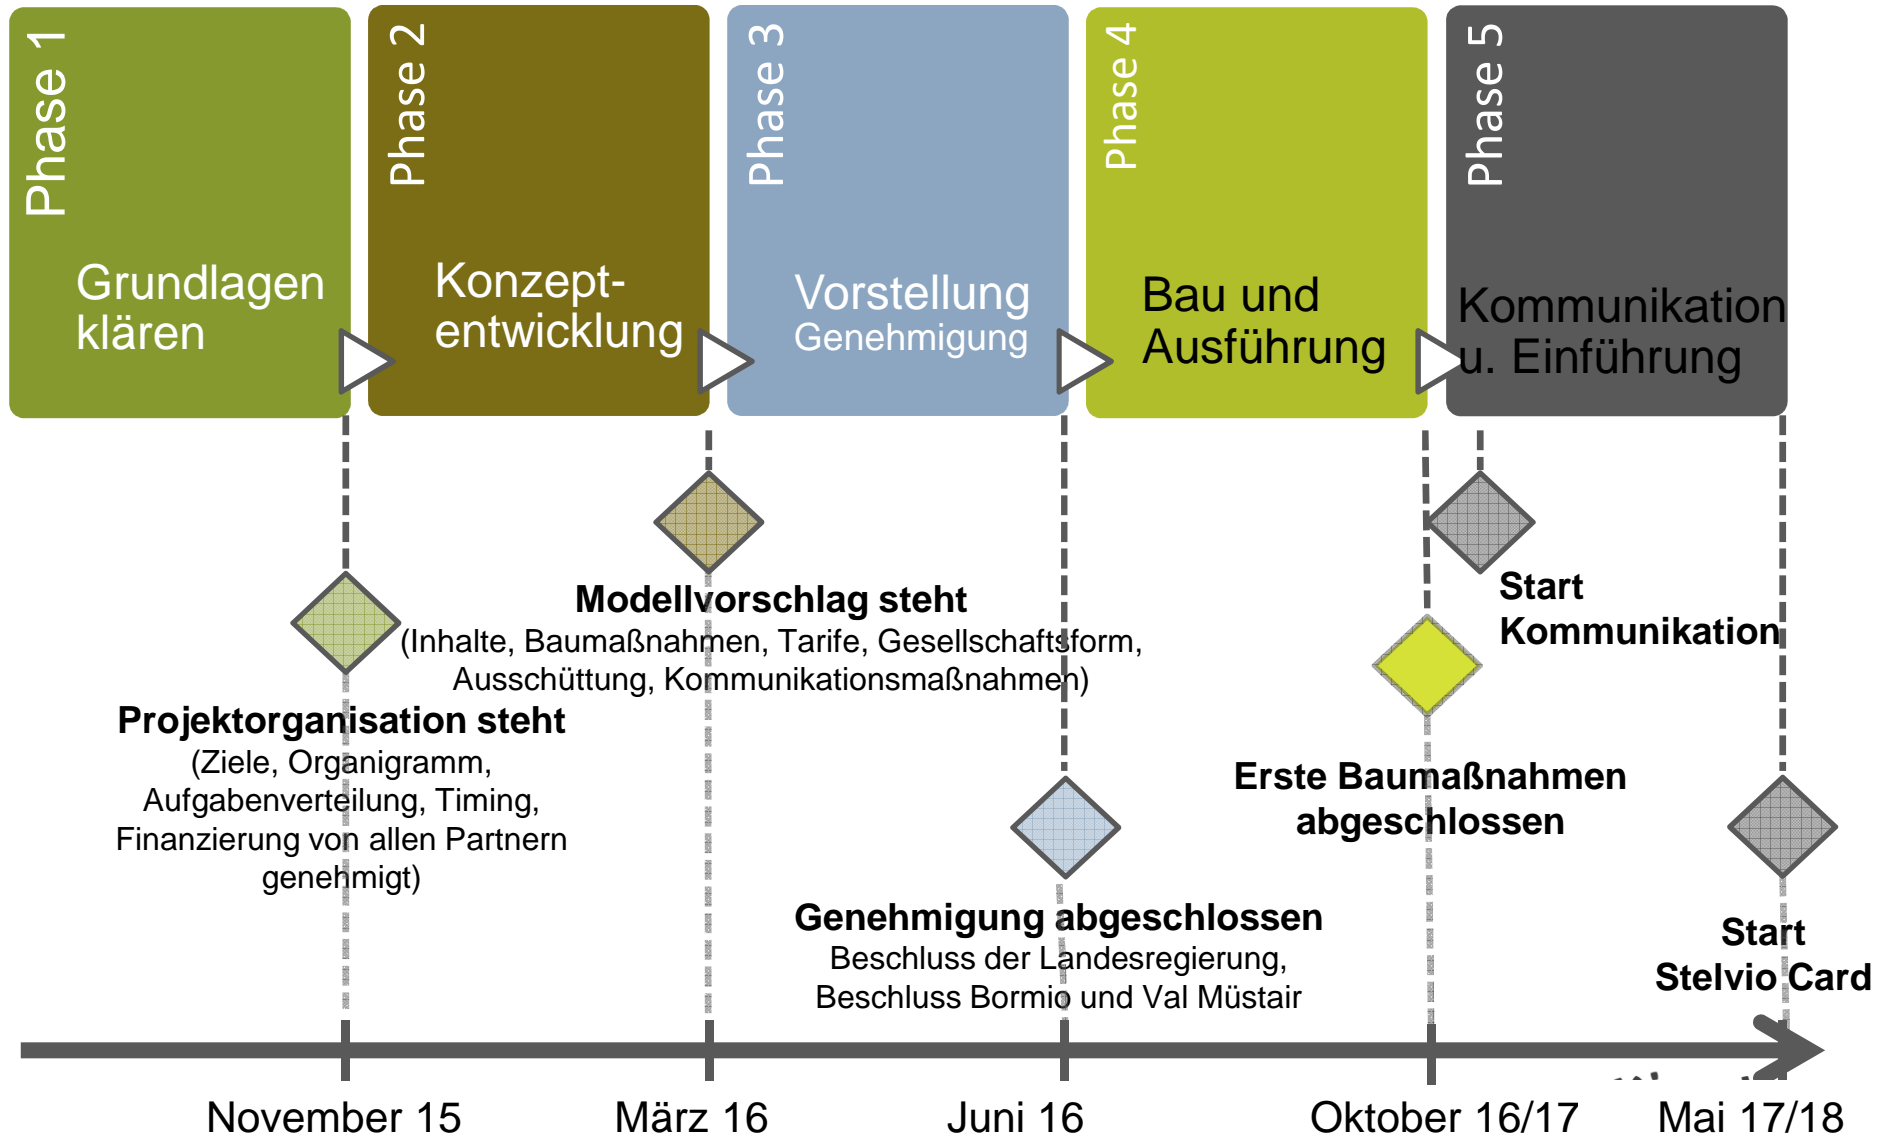 Phase 1
Grundlagen
klären
Phase 2
Konzept-
entwicklung
Phase 3
Vorstellung
Genehmigung
Phase 4
Bau und
Ausführung
Phase 5
Kommunikation
u. Einführung
Projektorganisation steht
(Ziele, Organigramm,
Aufgabenverteilung, Timing,
Finanzierung von allen Partnern
genehmigt)
Modellvorschlag steht
(Inhalte, Baumaßnahmen, Tarife, Gesellschaftsform,
Ausschüttung, Kommunikationsmaßnahmen)
Genehmigung abgeschlossen
Beschluss der Landesregierung,
Beschluss Bormio und Val Müstair
Erste Baumaßnahmen
abgeschlossen
Start
Kommunikation
Start
Stelvio Card
November 15
März 16
Juni 16
Oktober 16/17
Mai 17/18